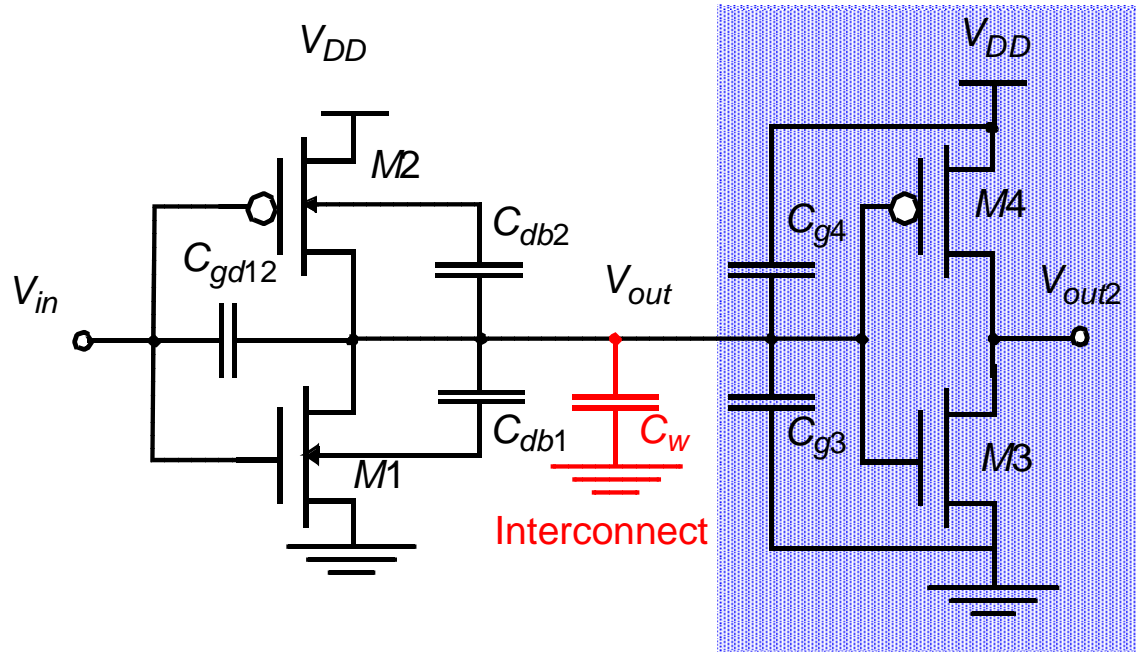 V_DD
V_DD
M2
M4
C_db2
C_g4
C_gd12
V_in
V_out
V_out2
C_db1
C_w
C_g3
M1
M3
Interconnect